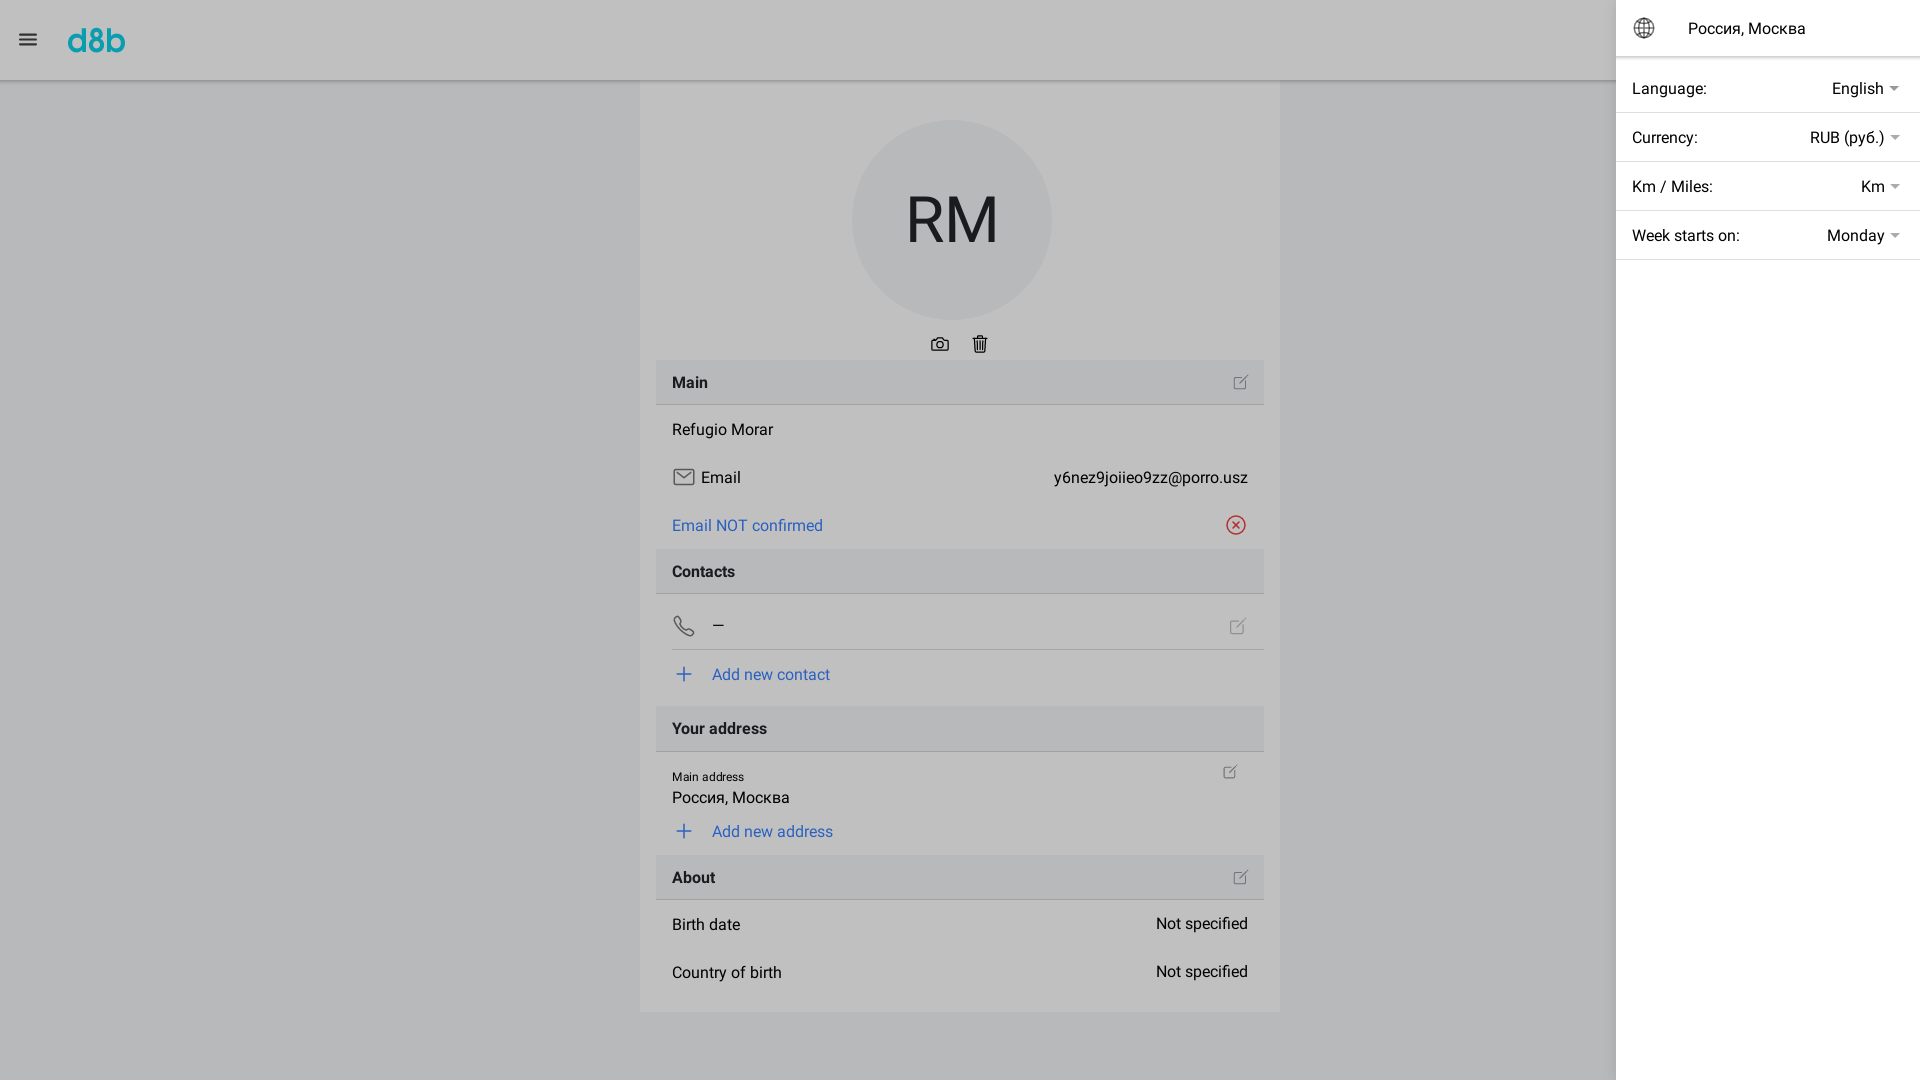 d8b
Россия, Москва
Language: English
Currency: RUB (руб.)
Km / Miles: Km
Week starts on: Monday
RM
Main
Refugio Morar
Email y6nez9joiieo9zz@porro.usz
Email NOT confirmed
Contacts
—
Add new contact
Your address
Main address
Россия, Москва
Add new address
About
Birth date Not specified
Country of birth Not specified